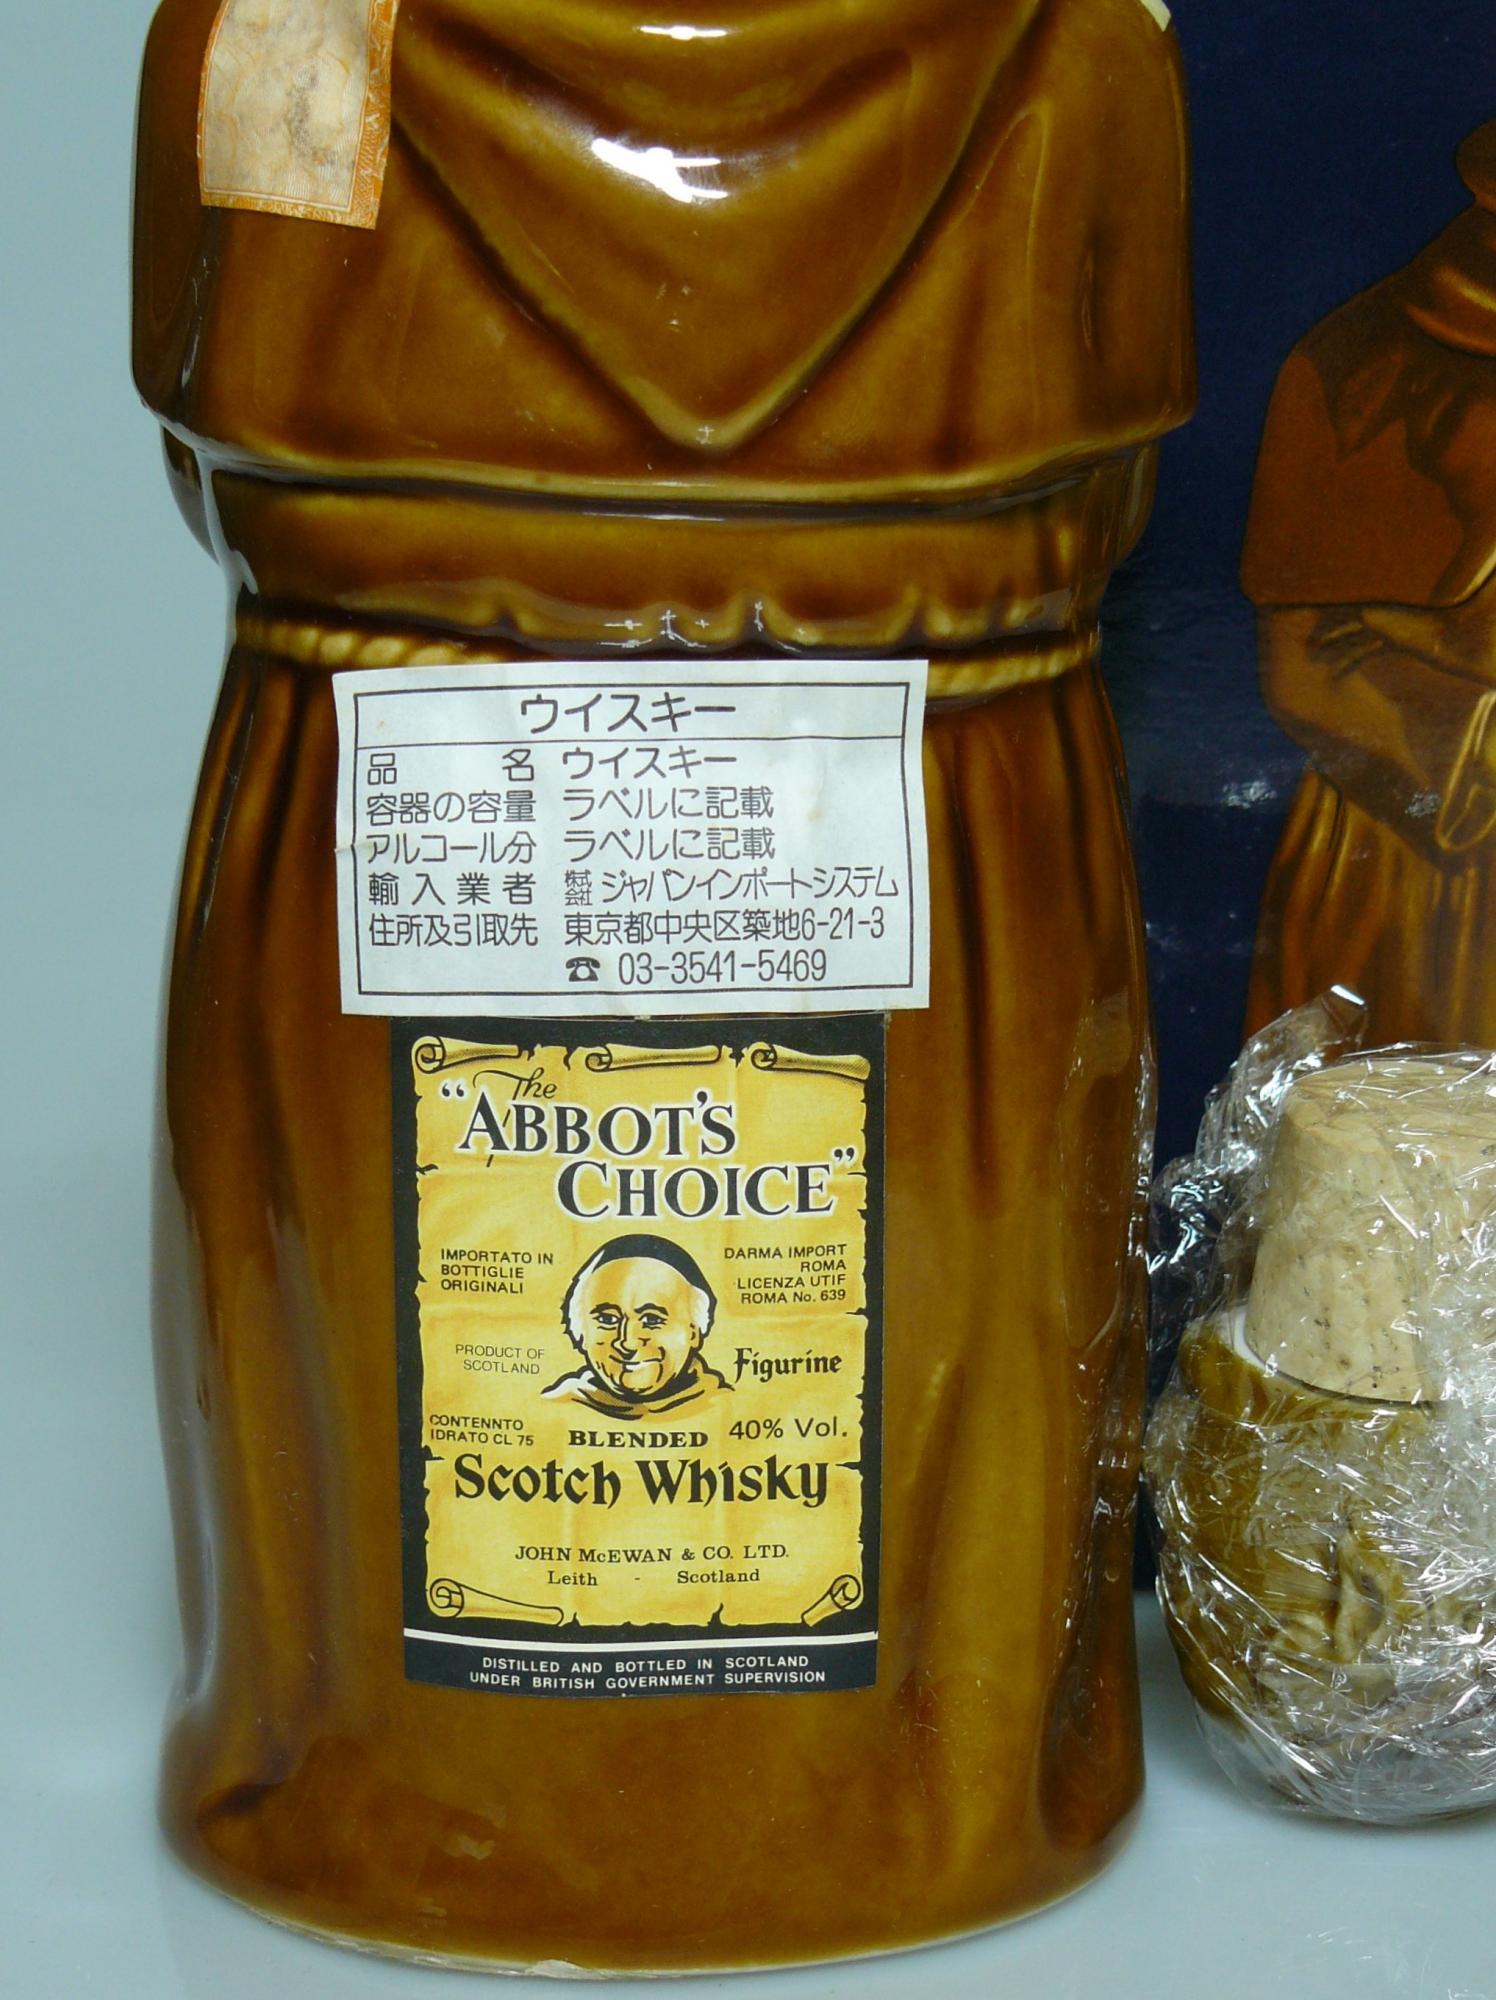 ウイスキー
品名 ウイスキー
容器の容量 ラベルに記載
アルコール分 ラベルに記載
輸入業者 株式会社 ジャパンインポートシステム
住所及引取先 東京都中央区築地6-21-3
☎ 03-3541-5469
The
“ABBOT'S
CHOICE”
IMPORTATO IN
BOTTIGLIE
ORIGINALI
DARMA IMPORT
ROMA
LICENZA UTIF
ROMA No. 639
PRODUCT OF
SCOTLAND
Figurine
CONTENNTO
IDRATO CL 75
BLENDED
40% Vol.
Scotch Whisky
JOHN McEWAN & CO. LTD.
Leith - Scotland
DISTILLED AND BOTTLED IN SCOTLAND
UNDER BRITISH GOVERNMENT SUPERVISION